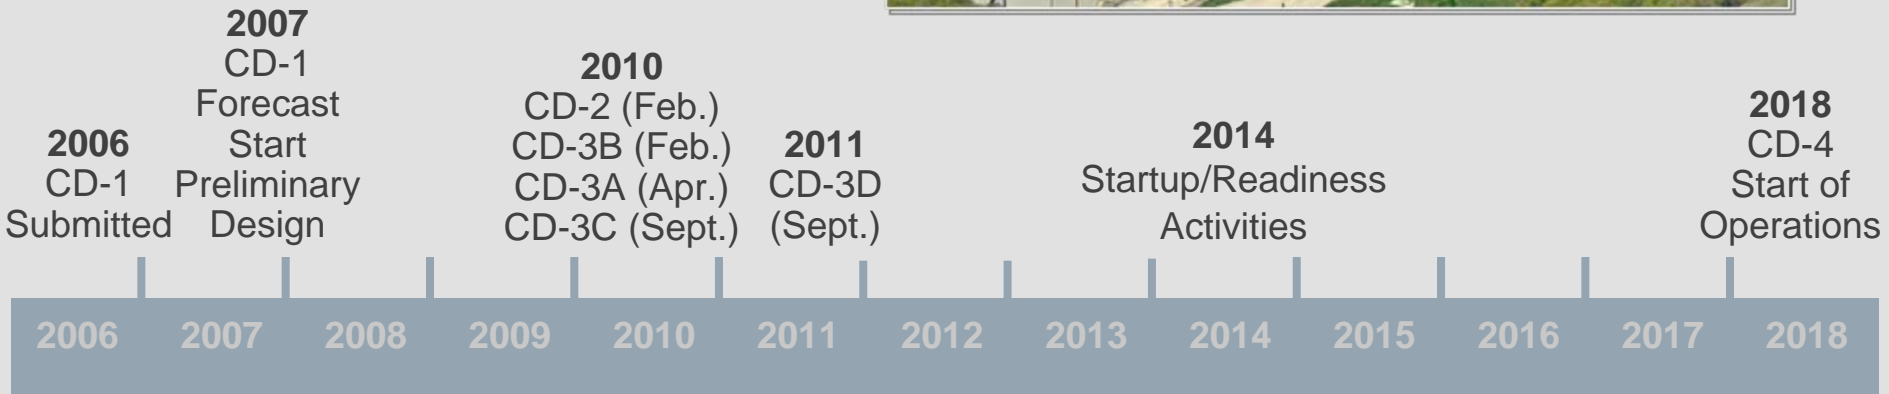 2007
CD-1
Forecast
Start
Preliminary
Design
2006
CD-1
Submitted
2010
CD-2 (Feb.)
CD-3B (Feb.)
CD-3A (Apr.)
CD-3C (Sept.)
2011
CD-3D
(Sept.)
2014
Startup/Readiness
Activities
2018
CD-4
Start of
Operations
2006 2007 2008 2009 2010 2011 2012 2013 2014 2015 2016 2017 2018